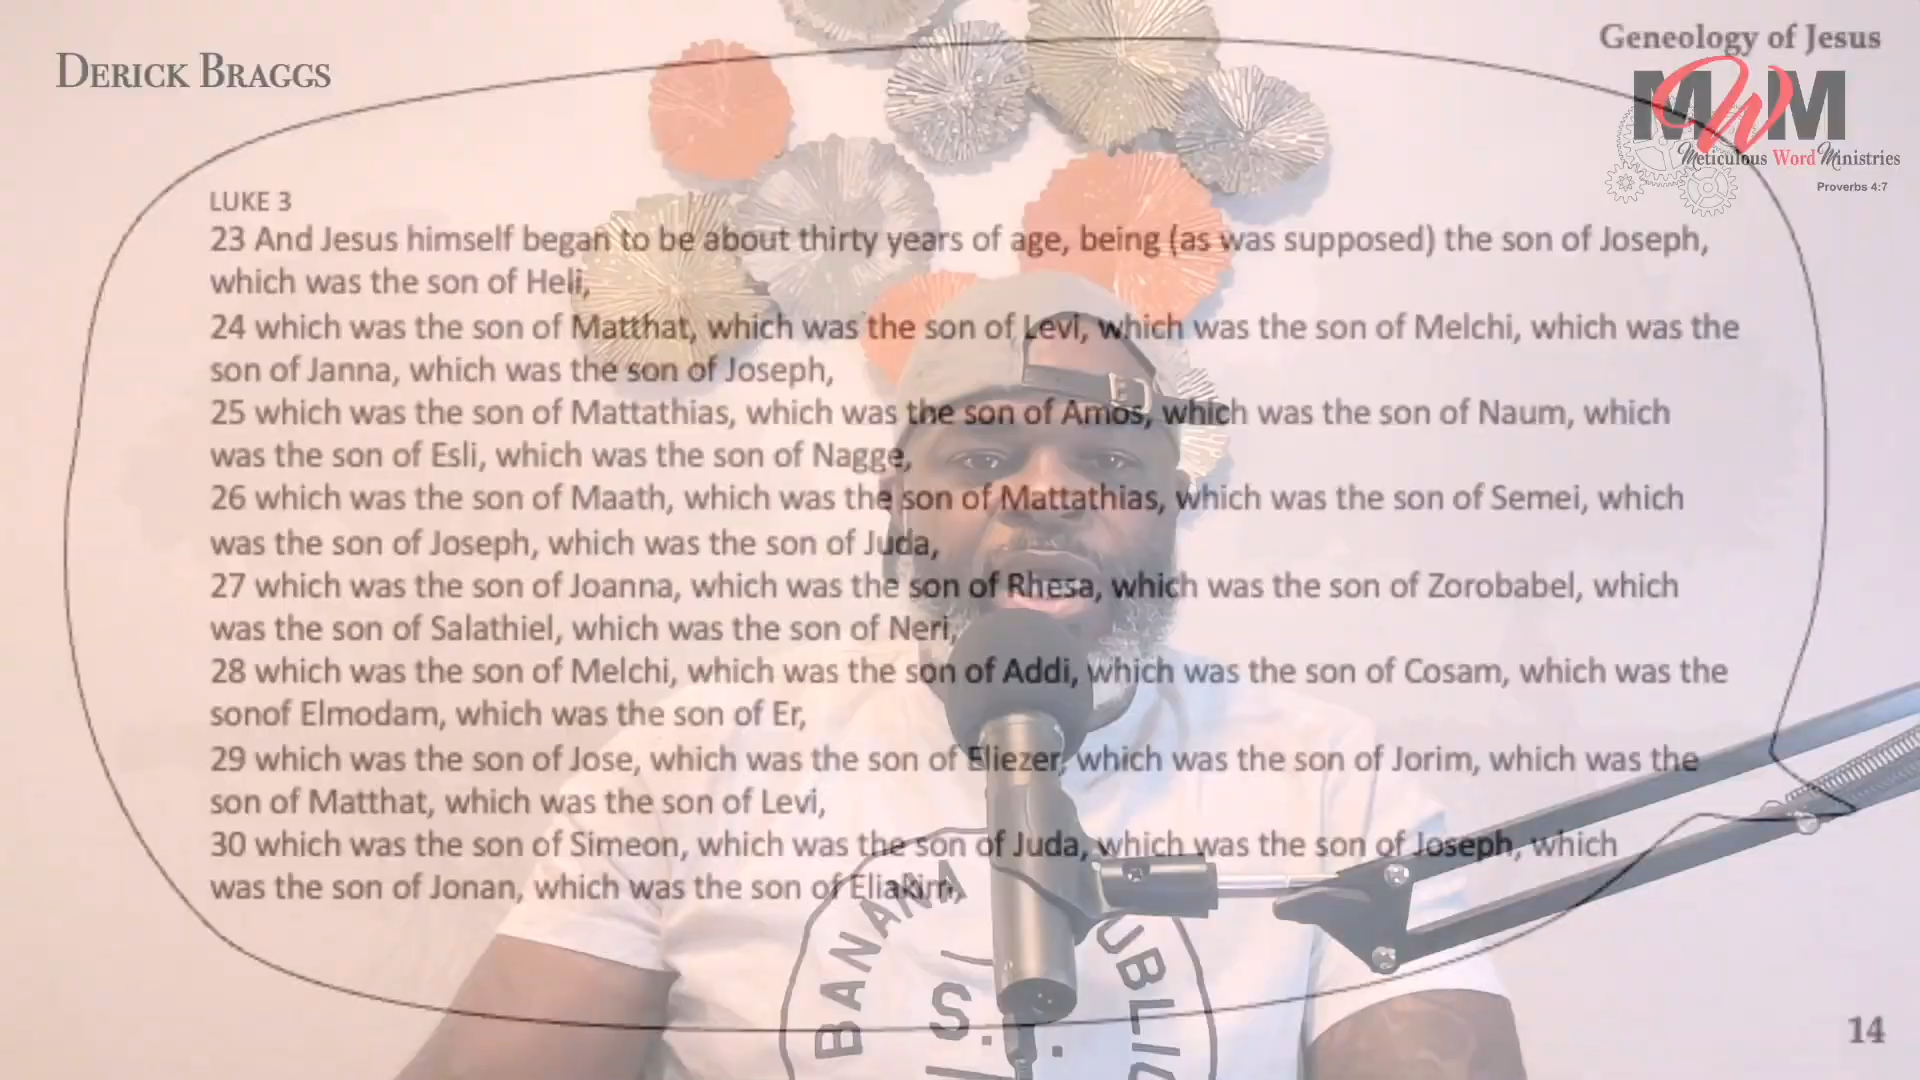 DERICK BRAGGS
Geneology of Jesus
MWM
Meticulous Word Ministries
Proverbs 4:7
LUKE 3
23 And Jesus himself began to be about thirty years of age, being (as was supposed) the son of Joseph,
which was the son of Heli,
24 which was the son of Matthat, which was the son of Levi, which was the son of Melchi, which was the
son of Janna, which was the son of Joseph,
25 which was the son of Mattathias, which was the son of Amos, which was the son of Naum, which
was the son of Esli, which was the son of Nagge,
26 which was the son of Maath, which was the son of Mattathias, which was the son of Semei, which
was the son of Joseph, which was the son of Juda,
27 which was the son of Joanna, which was the son of Rhesa, which was the son of Zorobabel, which
was the son of Salathiel, which was the son of Neri,
28 which was the son of Melchi, which was the son of Addi, which was the son of Cosam, which was the
sonof Elmodam, which was the son of Er,
29 which was the son of Jose, which was the son of Eliezer, which was the son of Jorim, which was the
son of Matthat, which was the son of Levi,
30 which was the son of Simeon, which was the son of Juda, which was the son of Joseph, which
was the son of Jonan, which was the son of Eliakim,
BANANA UBLIC
14